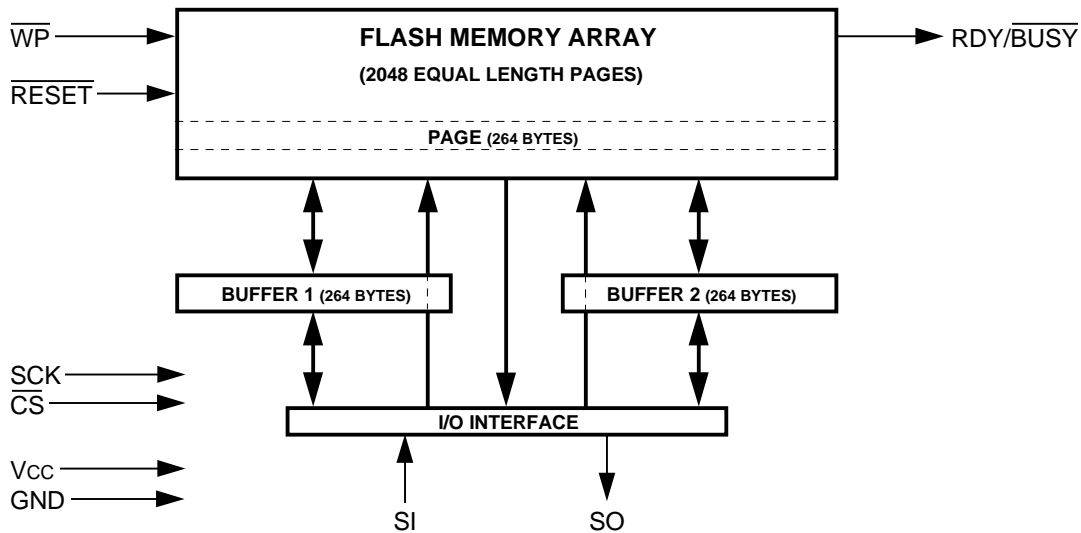 WP
FLASH MEMORY ARRAY
RDY/BUSY
(2048 EQUAL LENGTH PAGES)
RESET
PAGE (264 BYTES)
BUFFER 1 (264 BYTES)
BUFFER 2 (264 BYTES)
SCK
CS
I/O INTERFACE
VCC
GND
SI
SO